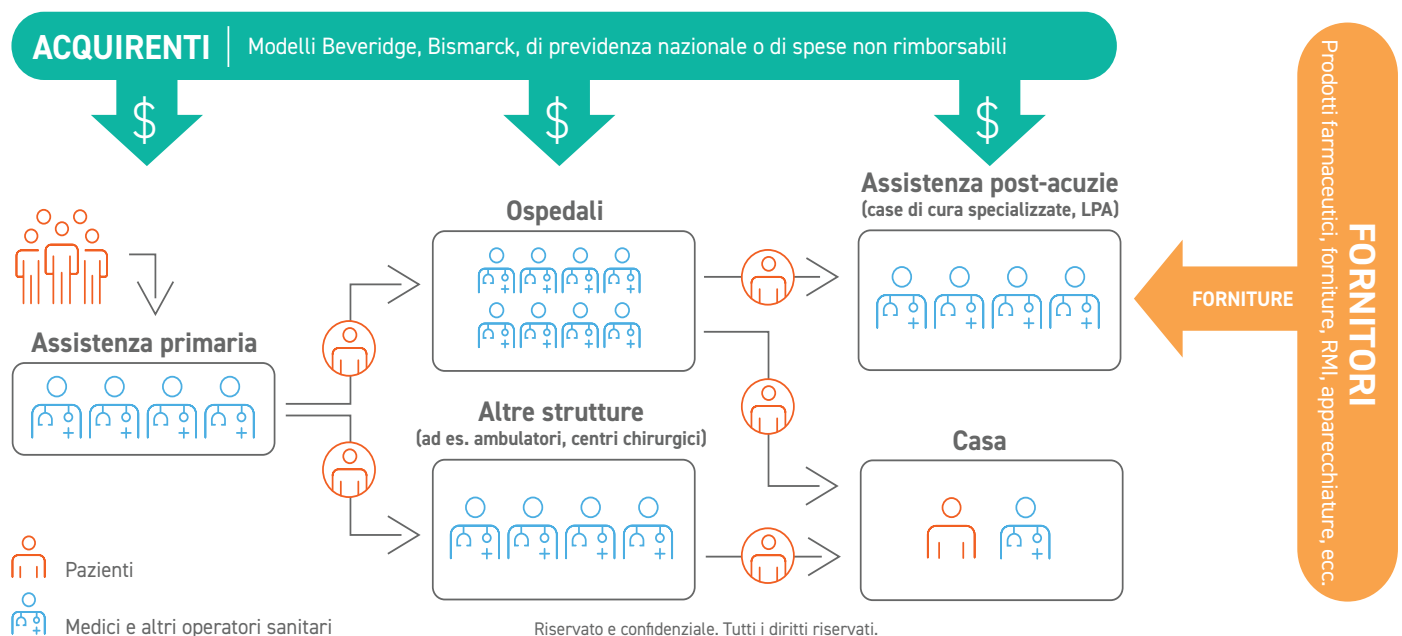 ACQUIRENTI Modelli Beveridge, Bismarck, di previdenza nazionale o di spese non rimborsabili
$ $ $
Assistenza primaria
Ospedali
Altre strutture
(ad es. ambulatori, centri chirurgici)
Assistenza post-acuzie
(case di cura specializzate, LPA)
Casa
FORNITURE
FORNITORI
Prodotti farmaceutici, forniture, RMI, apparecchiature, ecc.
Pazienti
Medici e altri operatori sanitari
Riservato e confidenziale. Tutti i diritti riservati.